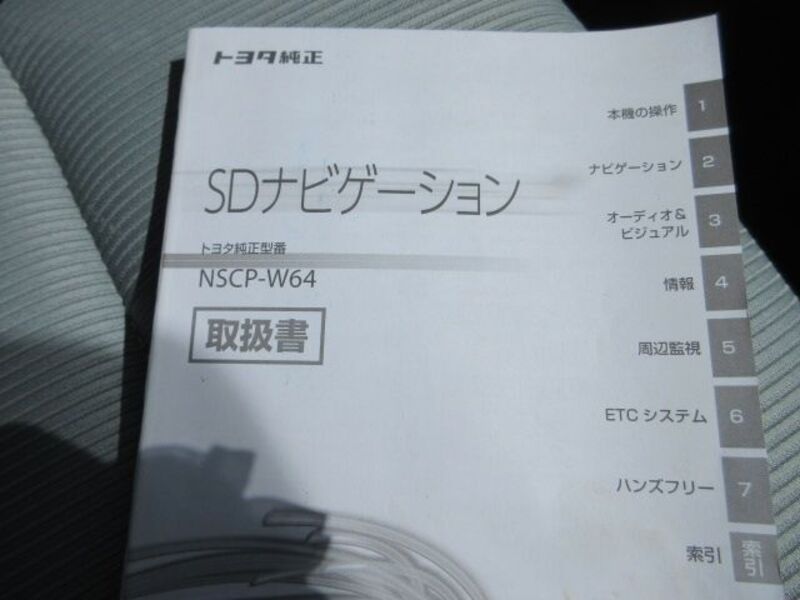 トヨタ純正
SDナビゲーション
トヨタ純正型番
NSCP-W64
取扱書
本機の操作 1
ナビゲーション 2
オーディオ&
ビジュアル 3
情報 4
周辺監視 5
ETC システム 6
ハンズフリー 7
索引 索引